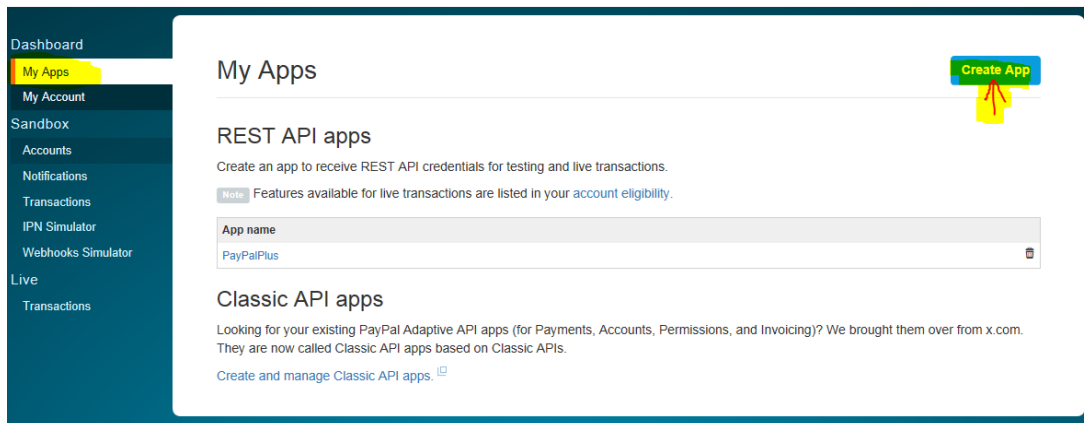 Dashboard
My Apps
My Account
Sandbox
Accounts
Notifications
Transactions
IPN Simulator
Webhooks Simulator
Live
Transactions
My Apps
Create App
REST API apps
Create an app to receive REST API credentials for testing and live transactions.
Note Features available for live transactions are listed in your account eligibility.
App name
PayPalPlus
Classic API apps
Looking for your existing PayPal Adaptive API apps (for Payments, Accounts, Permissions, and Invoicing)? We brought them over from x.com.
They are now called Classic API apps based on Classic APIs.
Create and manage Classic API apps.